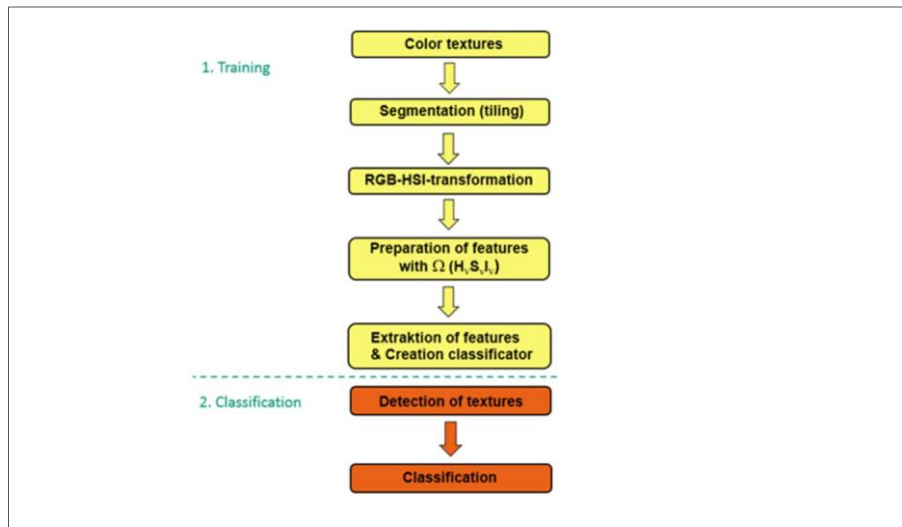 Color textures
1. Training
Segmentation (tiling)
RGB-HSI-transformation
Preparation of features
with Ω (HᵥSᵥIᵥ)
Extraktion of features
& Creation classificator
2. Classification
Detection of textures
Classification